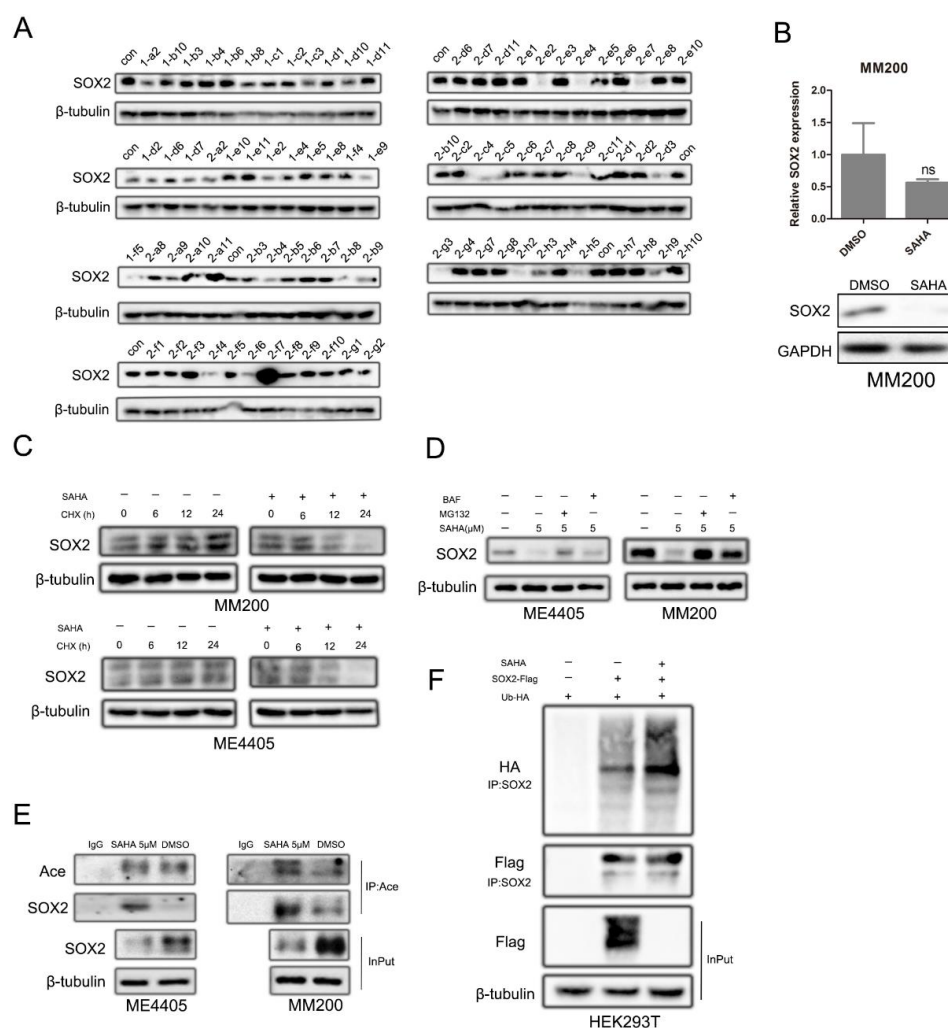 A
con 1-a2 1-b10 1-b3 1-b4 1-b6 1-b8 1-c1 1-c2 1-c3 1-d1 1-d10 1-d11
SOX2
β-tubulin
con 1-d2 1-d6 1-d7 2-a2 1-e10 1-e11 1-e2 1-e4 1-e5 1-e8 1-f4 1-e9
SOX2
β-tubulin
1-f5 2-a8 2-a9 2-a10 2-a11 con 2-b3 2-b4 2-b5 2-b6 2-b7 2-b8 2-b9
SOX2
β-tubulin
con 2-f1 2-f2 2-f3 2-f4 2-f5 2-f6 2-f7 2-f8 2-f9 2-f10 2-g1 2-g2
SOX2
β-tubulin
con 2-d6 2-d7 2-d11 2-e1 2-e2 2-e3 2-e4 2-e5 2-e6 2-e7 2-e8 2-e10
2-b10 2-c2 2-c4 2-c5 2-c6 2-c7 2-c8 2-c9 2-c11 2-d1 2-d2 2-d3 con
2-g3 2-g4 2-g7 2-g8 2-h2 2-h3 2-h4 2-h5 con 2-h7 2-h8 2-h9 2-h10
B
MM200
Relative SOX2 expression
1.5
1.0
0.5
0.0
ns
DMSO SAHA
DMSO SAHA
SOX2
GAPDH
MM200
C
SAHA − − − − + + + +
CHX (h) 0 6 12 24 0 6 12 24
SOX2
β-tubulin
MM200
SAHA − − − − + + + +
CHX (h) 0 6 12 24 0 6 12 24
SOX2
β-tubulin
ME4405
D
BAF − − − + − − − +
MG132 − − + − − − + −
SAHA(μM) − 5 5 5 − 5 5 5
SOX2
β-tubulin
ME4405 MM200
E
IgG SAHA 5μM DMSO IgG SAHA 5μM DMSO
Ace
SOX2
IP:Ace
SOX2
β-tubulin
InPut
ME4405 MM200
F
SAHA − − +
SOX2-Flag − + +
Ub-HA + + +
HA
IP:SOX2
Flag
IP:SOX2
Flag
β-tubulin
InPut
HEK293T